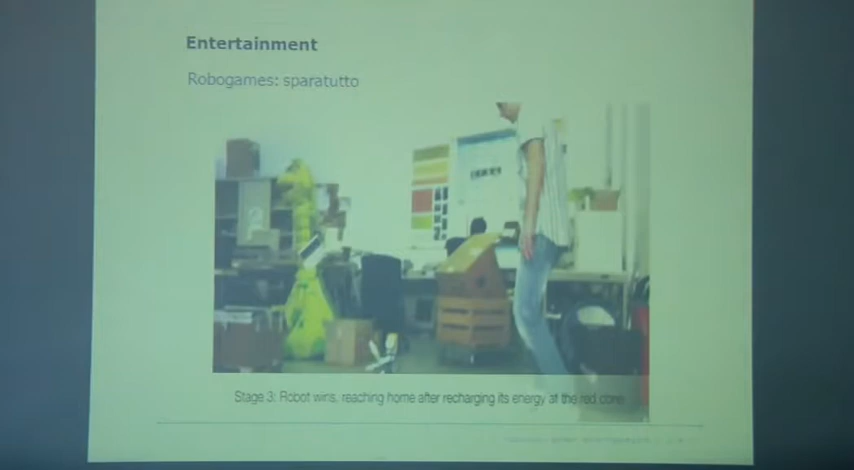 Entertainment
Robogames: sparatutto
Stage 3: Robot wins, reaching home after recharging its energy at the red cone